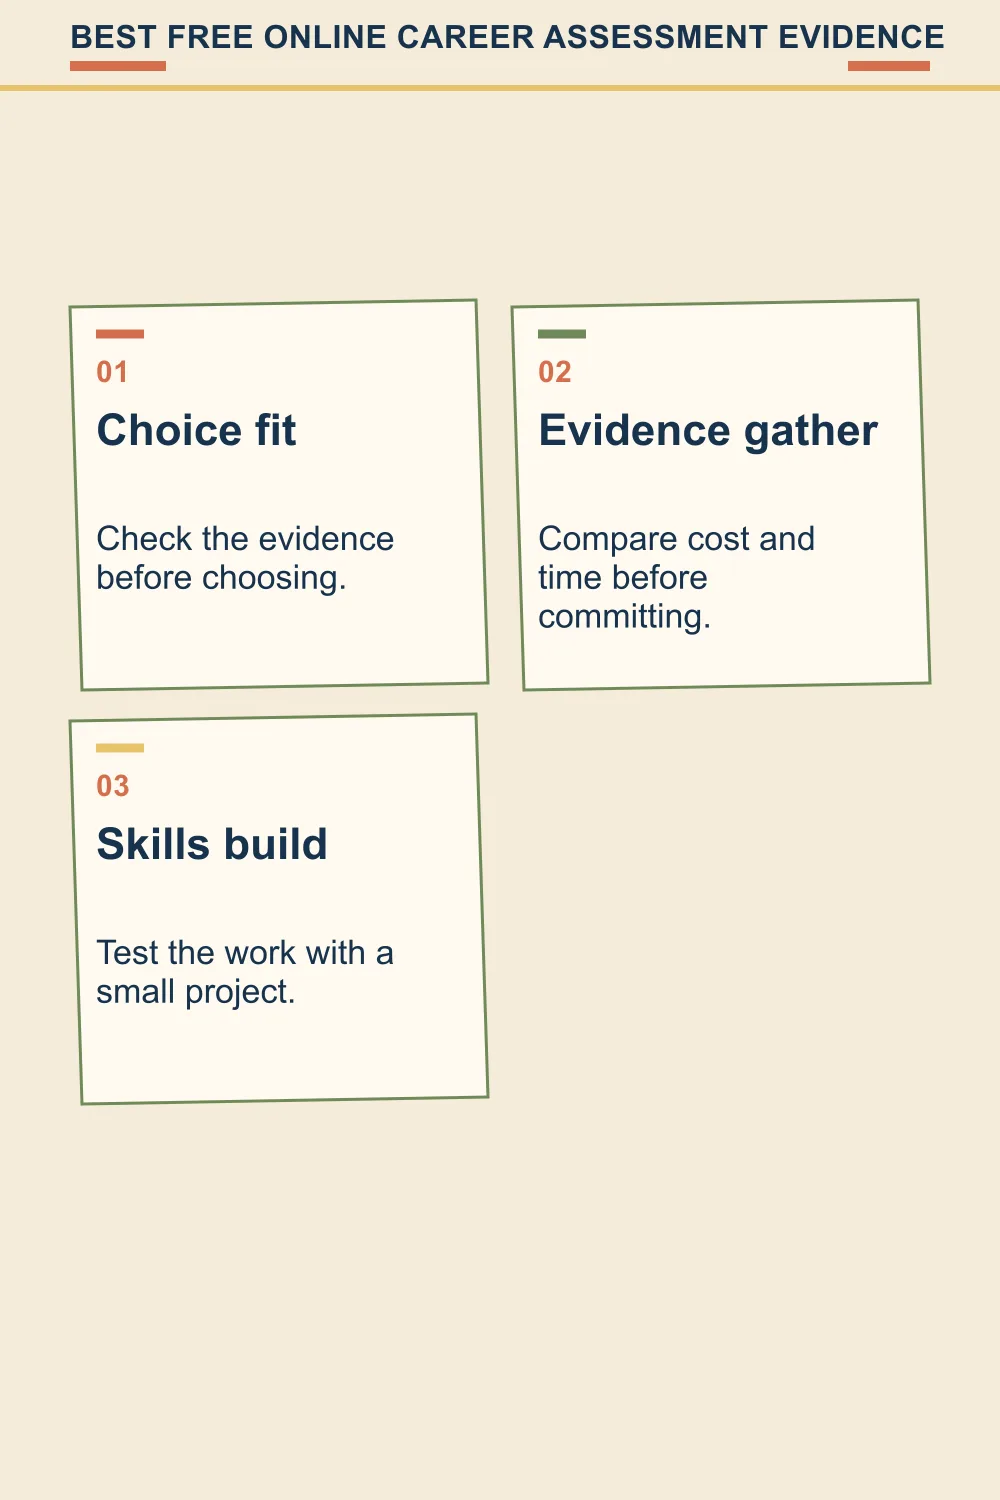 BEST FREE ONLINE CAREER ASSESSMENT EVIDENCE
01
Choice fit
Check the evidence
before choosing.
02
Evidence gather
Compare cost and
time before
committing.
03
Skills build
Test the work with a
small project.